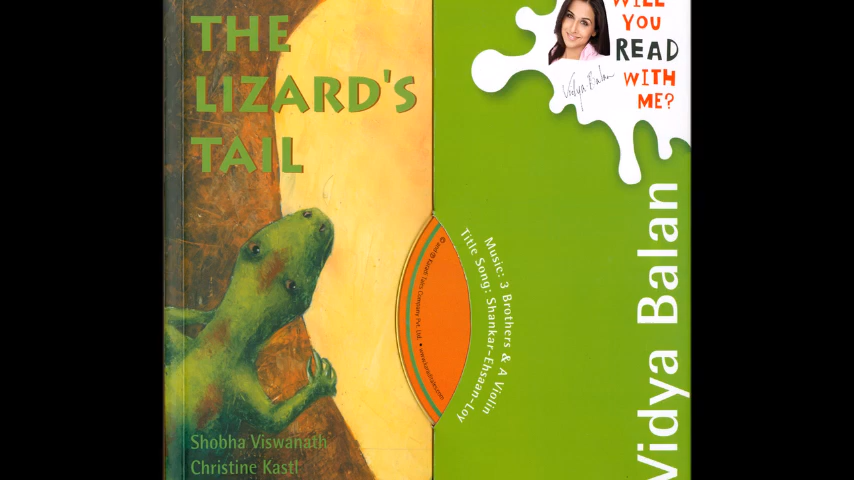 THE
LIZARD'S
TAIL
Shobha Viswanath
Christine Kastl
WILL
YOU
READ
WITH
ME?
Vidya Balan
Music: 3 Brothers & A Violin
Title Song: Shankar-Ehsaan-Loy
Vidya Balan